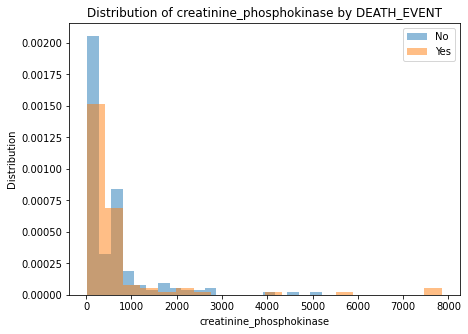 Distribution of creatinine_phosphokinase by DEATH_EVENT
No
Yes
0.00200
0.00175
0.00150
0.00125
0.00100
0.00075
0.00050
0.00025
0.00000
Distribution
0 1000 2000 3000 4000 5000 6000 7000 8000
creatinine_phosphokinase